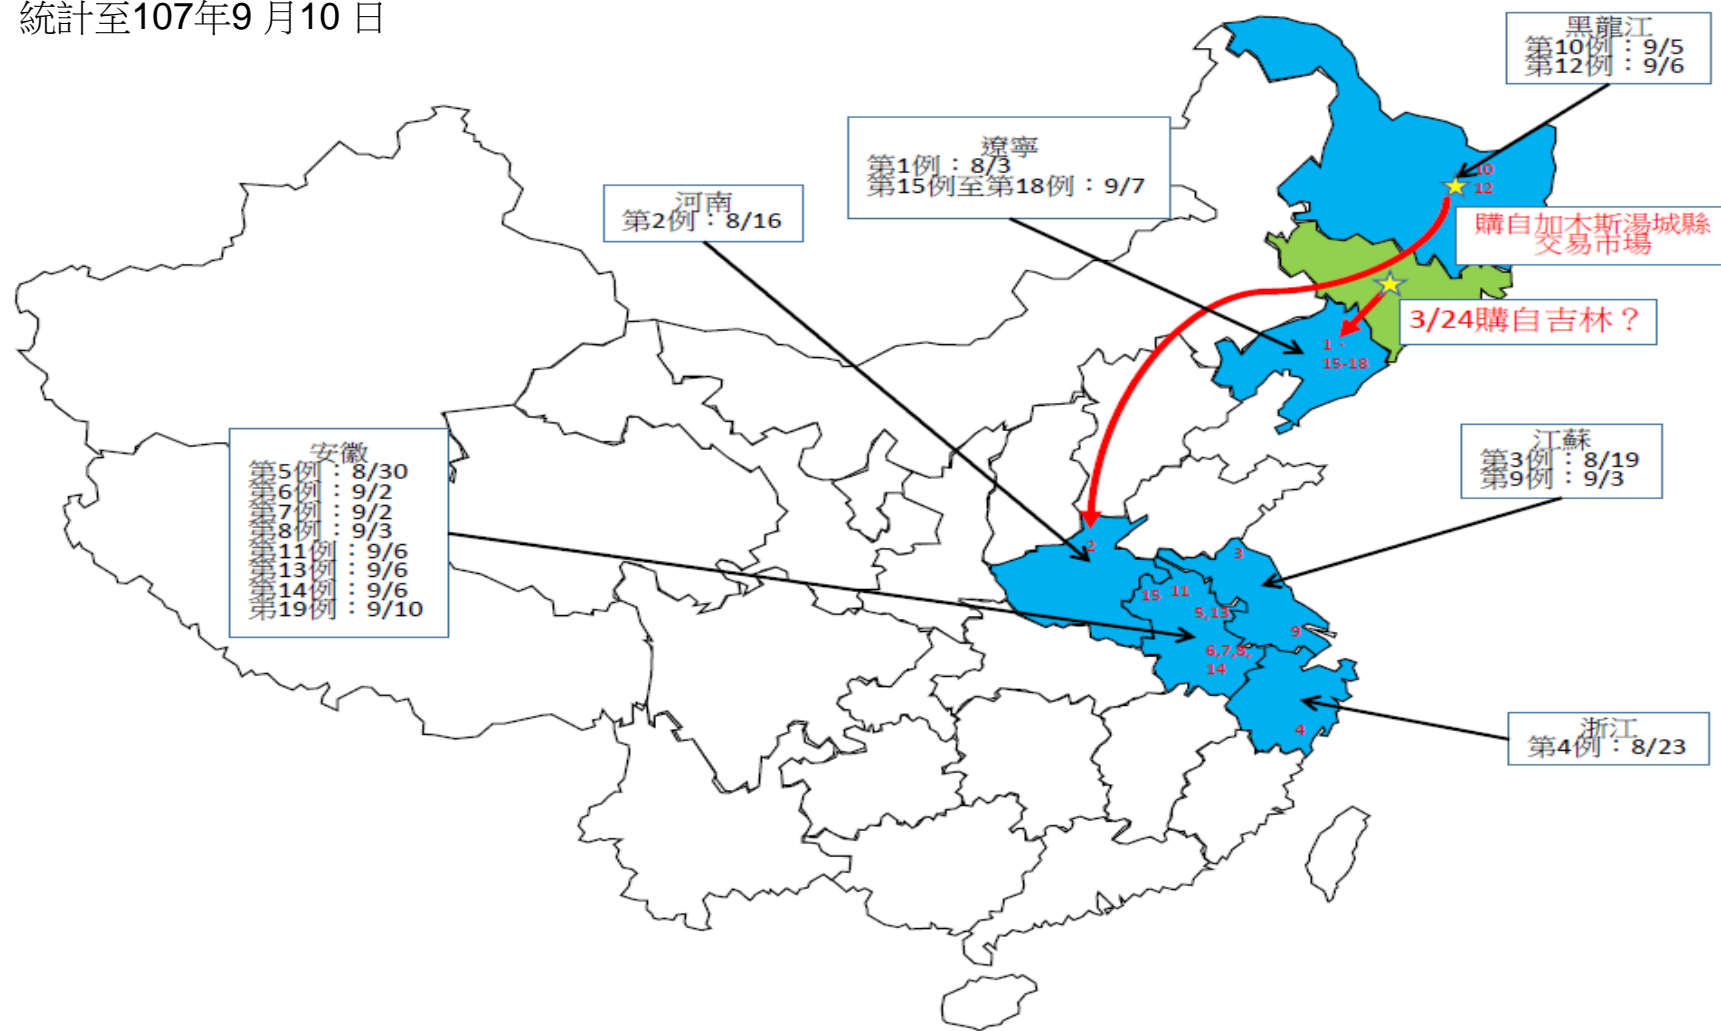 統計至107年9 月10 日
黑龍江
第10例：9/5
第12例：9/6
遼寧
第1例：8/3
第15例至第18例：9/7
河南
第2例：8/16
10
12
購自加木斯湯城縣
交易市場
3/24購自吉林？
1、
15-18
安徽
第5例：8/30
第6例：9/2
第7例：9/2
第8例：9/3
第11例：9/6
第13例：9/6
第14例：9/6
第19例：9/10
江蘇
第3例：8/19
第9例：9/3
2
3
15
11
5,13
9
6,7,8,
14
4
浙江
第4例：8/23